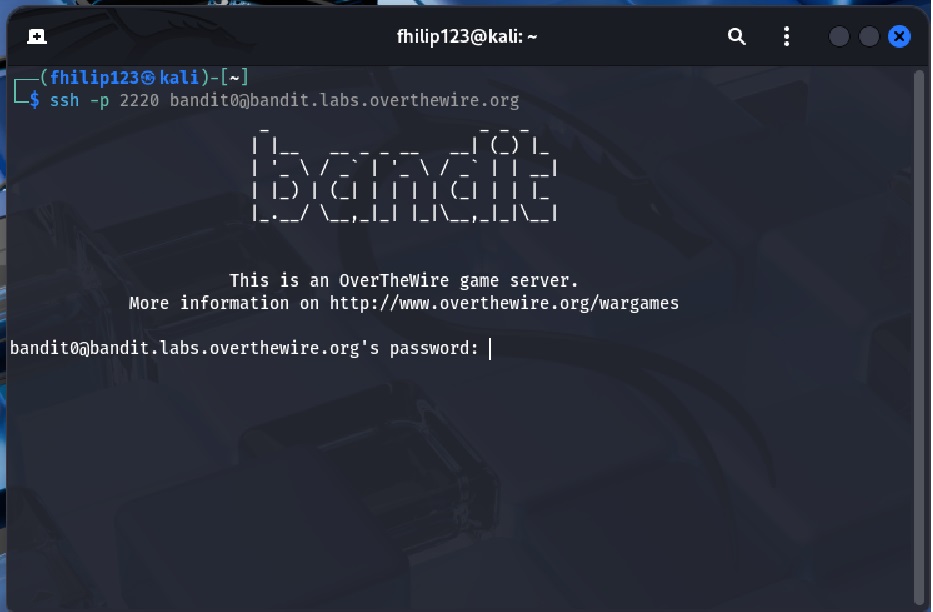 fhilip123@kali: ~
┌──(fhilip123㉿kali)-[~]
└─$ ssh -p 2220 bandit0@bandit.labs.overthewire.org
bandit
This is an OverTheWire game server.
More information on http://www.overthewire.org/wargames
bandit0@bandit.labs.overthewire.org's password: